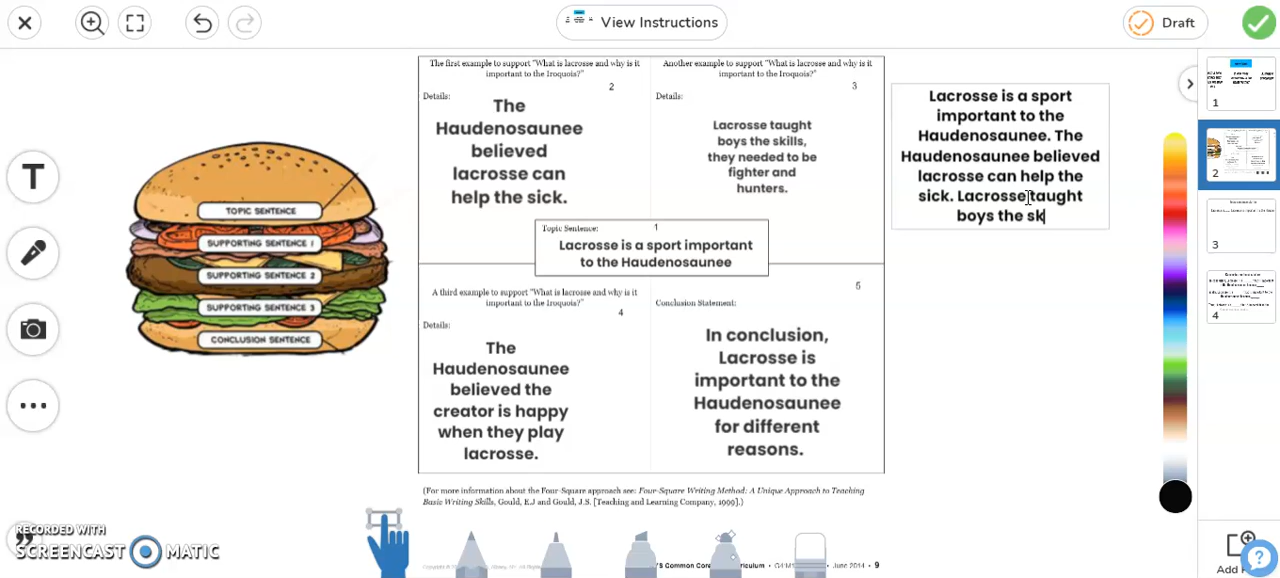 View Instructions
Draft
The first example to support "What is lacrosse and why is it
important to the Iroquois?"
2
Details:
The
Haudenosaunee
believed
lacrosse can
help the sick.
Another example to support "What is lacrosse and why is it
important to the Iroquois?"
3
Details:
Lacrosse taught
boys the skills,
they needed to be
fighter and
hunters.
Topic Sentence:
1
Lacrosse is a sport important
to the Haudenosaunee
A third example to support "What is lacrosse and why is it
important to the Iroquois?"
4
Details:
The
Haudenosaunee
believed the
creator is happy
when they play
lacrosse.
5
Conclusion Statement:
In conclusion,
Lacrosse is
important to the
Haudenosaunee
for different
reasons.
(For more information about the Four-Square approach see: Four-Square Writing Method: A Unique Approach to Teaching
Basic Writing Skills, Gould, E.J and Gould, J.S. [Teaching and Learning Company, 1999].)
Lacrosse is a sport
important to the
Haudenosaunee. The
Haudenosaunee believed
lacrosse can help the
sick. Lacrosse taught
boys the sk
TOPIC SENTENCE
SUPPORTING SENTENCE 1
SUPPORTING SENTENCE 2
SUPPORTING SENTENCE 3
CONCLUSION SENTENCE
T
1
2
3
4
Add
RECORDED WITH
SCREENCAST MATIC
June 2014 • 9